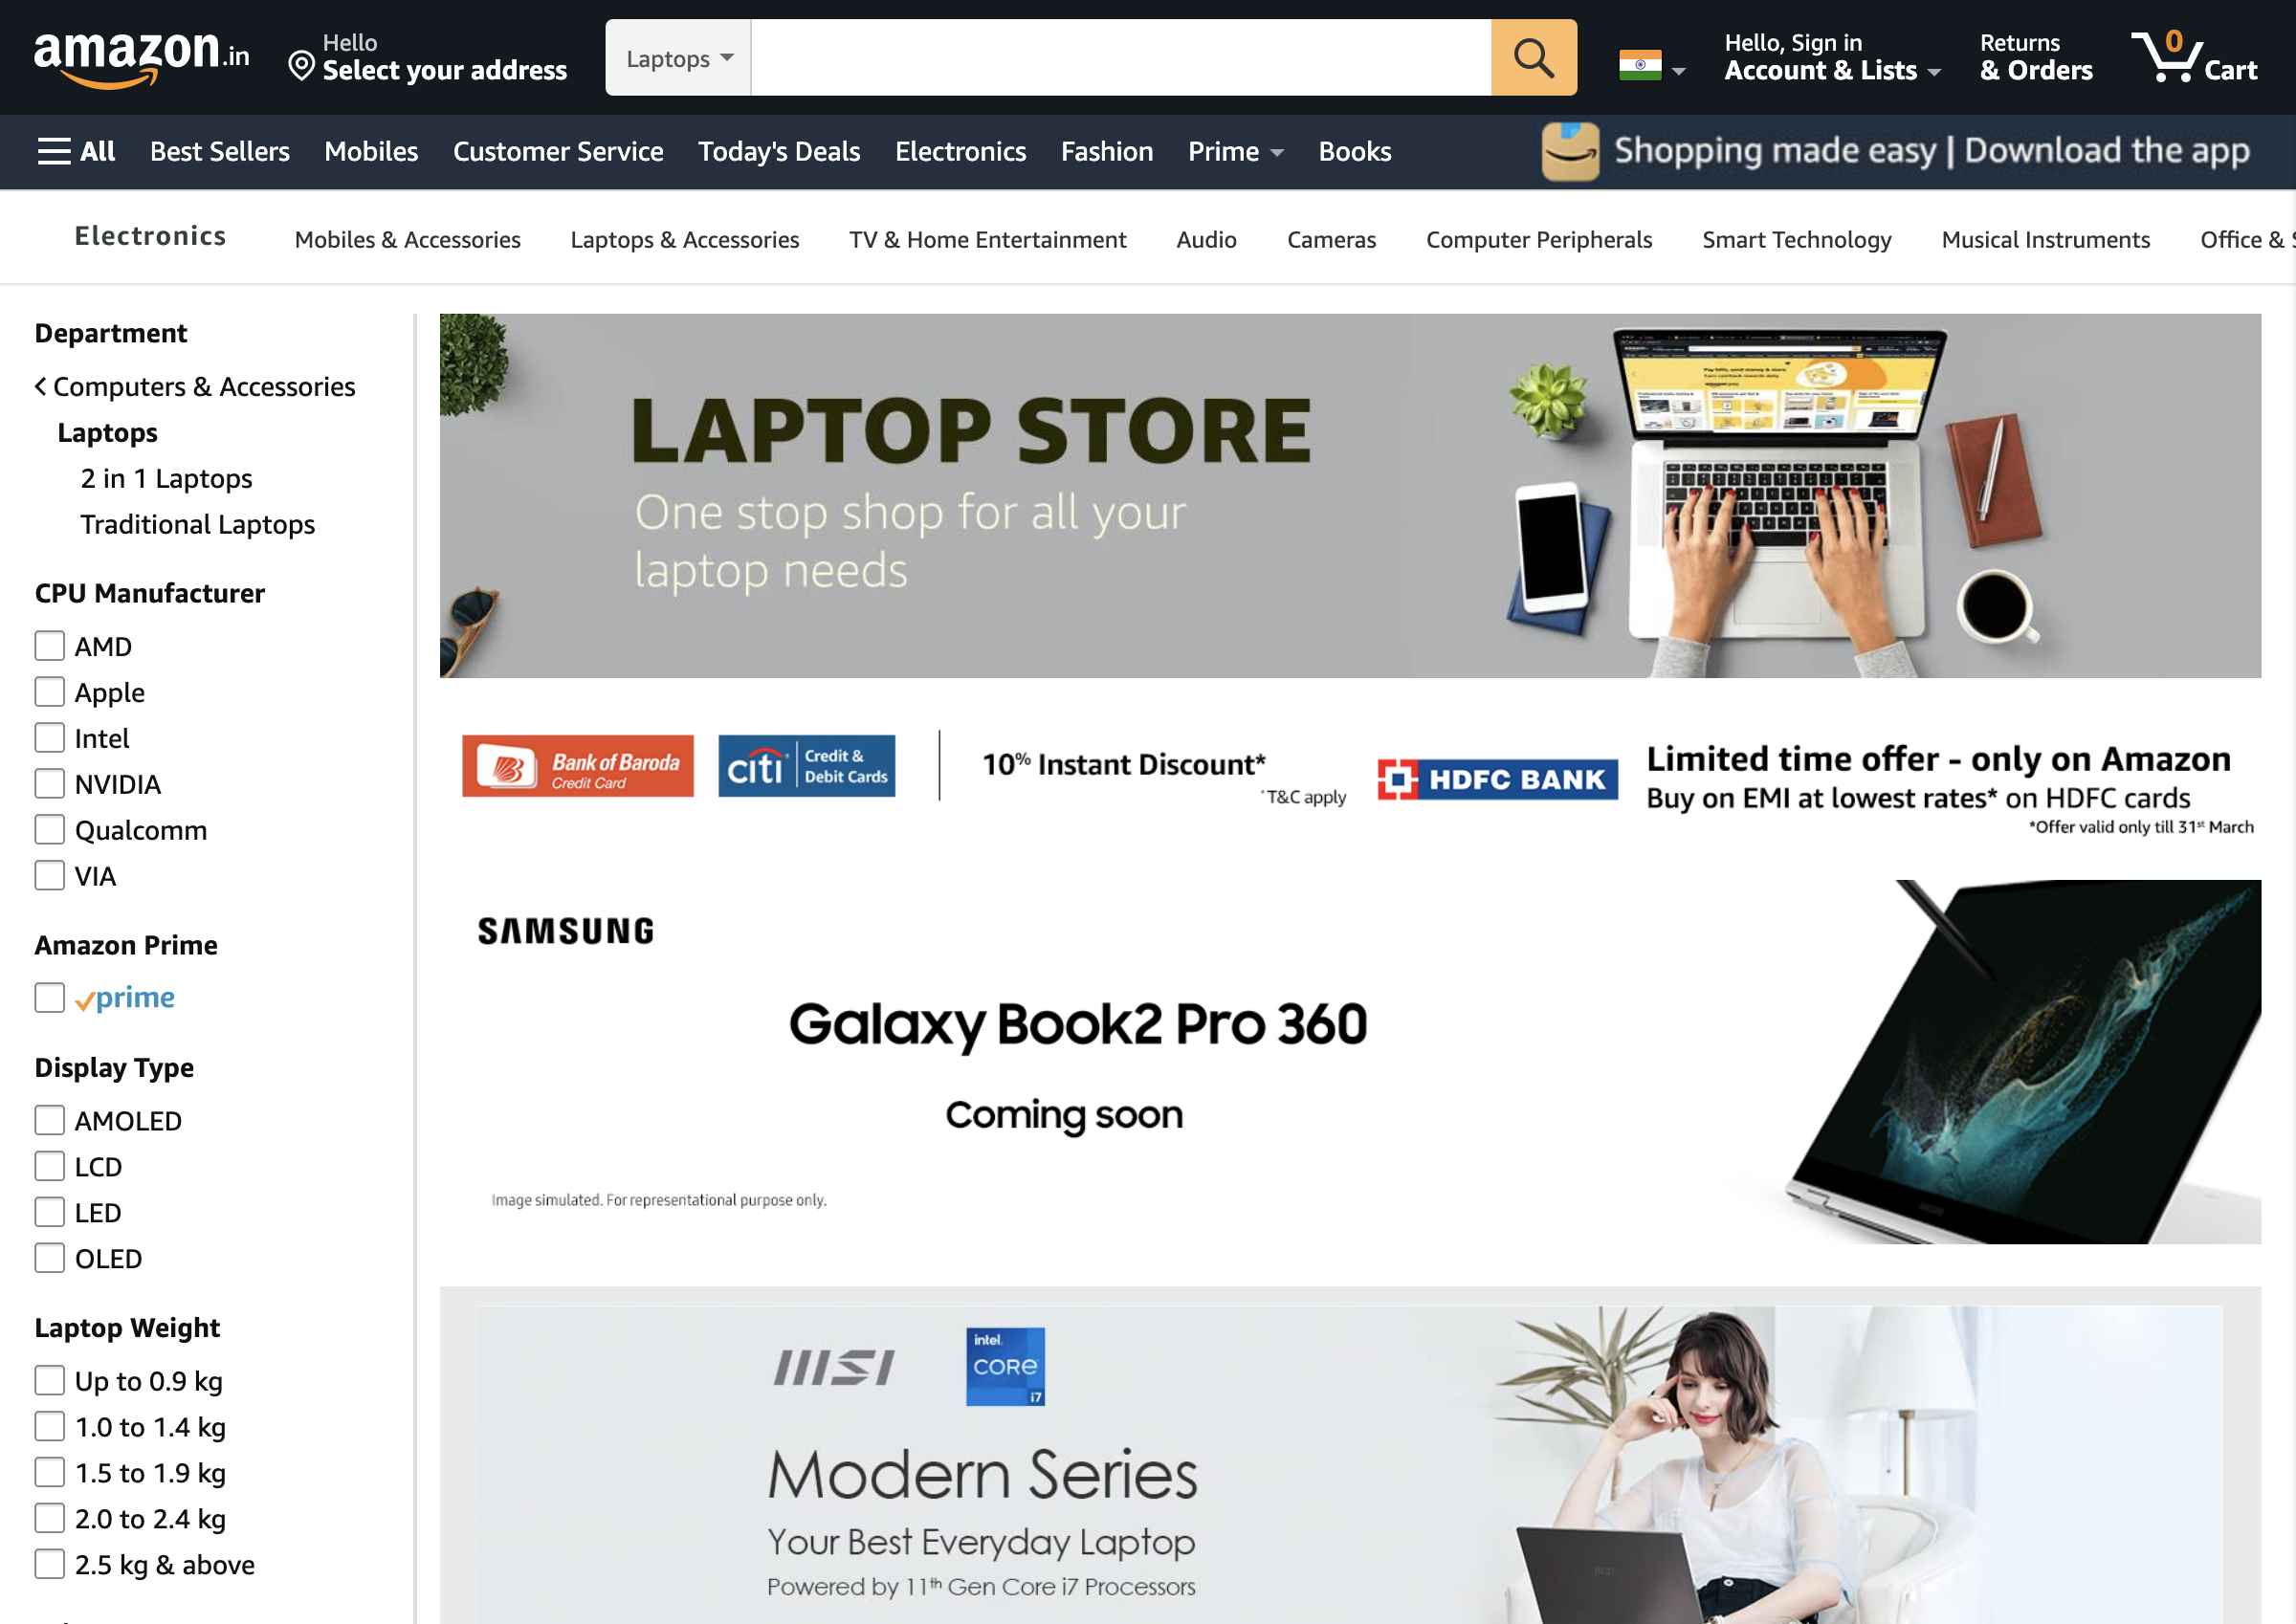 amazon.in
Hello
Select your address
Laptops
Hello, Sign in
Account & Lists
Returns
& Orders
0
Cart
All
Best Sellers
Mobiles
Customer Service
Today's Deals
Electronics
Fashion
Prime
Books
Shopping made easy | Download the app
Electronics
Mobiles & Accessories
Laptops & Accessories
TV & Home Entertainment
Audio
Cameras
Computer Peripherals
Smart Technology
Musical Instruments
Office &
Department
Computers & Accessories
Laptops
2 in 1 Laptops
Traditional Laptops
CPU Manufacturer
AMD
Apple
Intel
NVIDIA
Qualcomm
VIA
Amazon Prime
prime
Display Type
AMOLED
LCD
LED
OLED
Laptop Weight
Up to 0.9 kg
1.0 to 1.4 kg
1.5 to 1.9 kg
2.0 to 2.4 kg
2.5 kg & above
LAPTOP STORE
One stop shop for all your
laptop needs
Bank of Baroda
Credit Card
citi
Credit &
Debit Cards
10% Instant Discount*
*T&C apply
HDFC BANK
Limited time offer - only on Amazon
Buy on EMI at lowest rates* on HDFC cards
*Offer valid only till 31st March
SAMSUNG
Galaxy Book2 Pro 360
Coming soon
Image simulated. For representational purpose only.
msi
intel.
CORE
i7
Modern Series
Your Best Everyday Laptop
Powered by 11th Gen Core i7 Processors